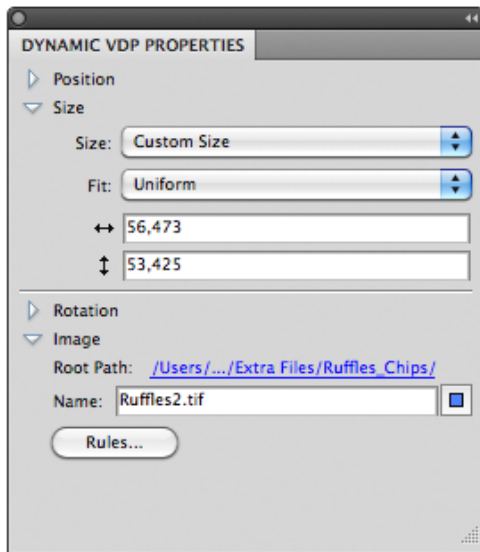 DYNAMIC VDP PROPERTIES
Position
Size
Size: Custom Size
Fit: Uniform
56,473
53,425
Rotation
Image
Root Path: /Users/.../Extra Files/Ruffles_Chips/
Name: Ruffles2.tif
Rules...